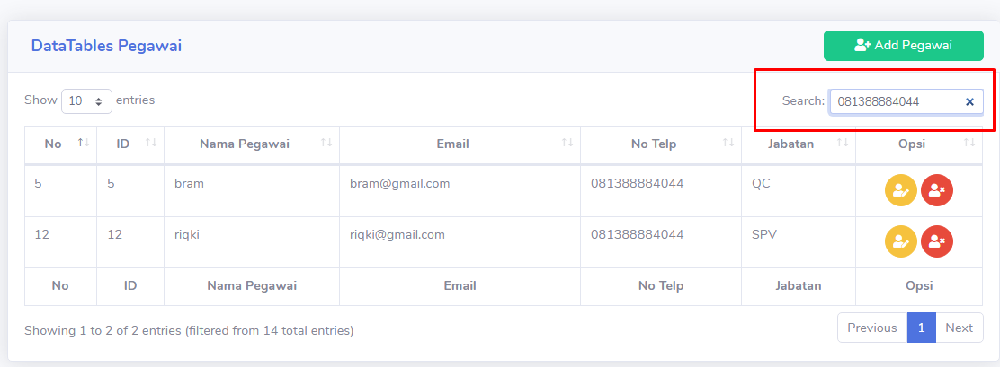 DataTables Pegawai
Add Pegawai
Show 10 entries
Search: 081388884044
No ID Nama Pegawai Email No Telp Jabatan Opsi
5 5 bram bram@gmail.com 081388884044 QC
12 12 riqki riqki@gmail.com 081388884044 SPV
No ID Nama Pegawai Email No Telp Jabatan Opsi
Showing 1 to 2 of 2 entries (filtered from 14 total entries)
Previous 1 Next